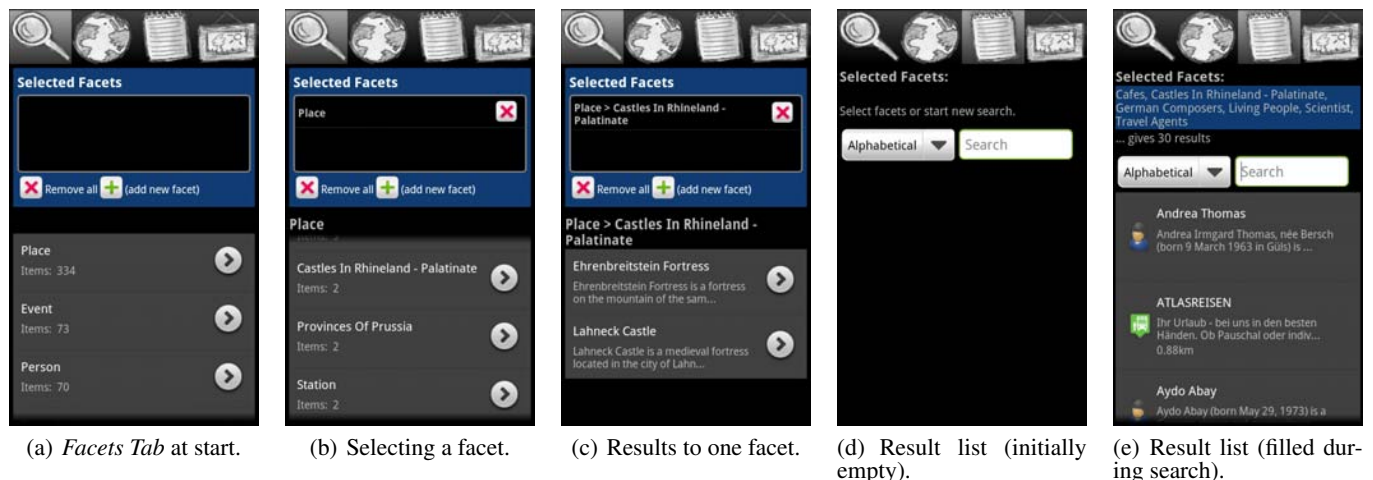 Selected Facets
Remove all
(add new facet)
Place
Items: 334
Event
Items: 73
Person
Items: 70
(a) Facets Tab at start.
Selected Facets
Place
Remove all
(add new facet)
Place
Castles In Rhineland - Palatinate
Items: 2
Provinces Of Prussia
Items: 2
Station
Items: 2
(b) Selecting a facet.
Selected Facets
Place > Castles In Rhineland -
Palatinate
Remove all
(add new facet)
Place > Castles In Rhineland -
Palatinate
Ehrenbreitstein Fortress
Ehrenbreitstein Fortress is a fortress
on the mountain of the sam...
Lahneck Castle
Lahneck Castle is a medieval fortress
located in the city of Lahn...
(c) Results to one facet.
Selected Facets:
Select facets or start new search.
Alphabetical
Search
(d) Result list (initially
empty).
Selected Facets:
Cafes, Castles In Rhineland - Palatinate,
German Composers, Living People, Scientist,
Travel Agents
... gives 30 results
Alphabetical
Search
Andrea Thomas
Andrea Irmgard Thomas, née Bersch
(born 9 March 1963 in Güls) is ...
ATLASREISEN
Ihr Urlaub - bei uns in den besten
Händen. Ob Pauschal oder indiv...
0.88km
Aydo Abay
Aydo Abay (born May 29, 1973) is a
(e) Result list (filled dur-
ing search).